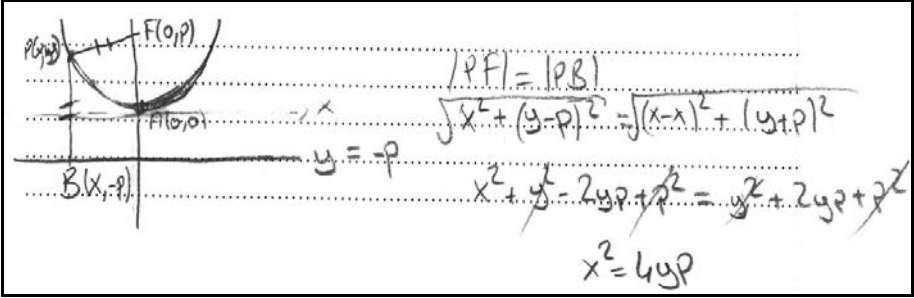 F(0,p)
P(x,y)
|PF| = |PB|
A(0,0)
x
√x² + (y-p)² = √(x-x)² + (y+p)²
y = -p
B(x,-p)
x² + y² - 2yp + p² = y² + 2yp + p²
x² = 4yp